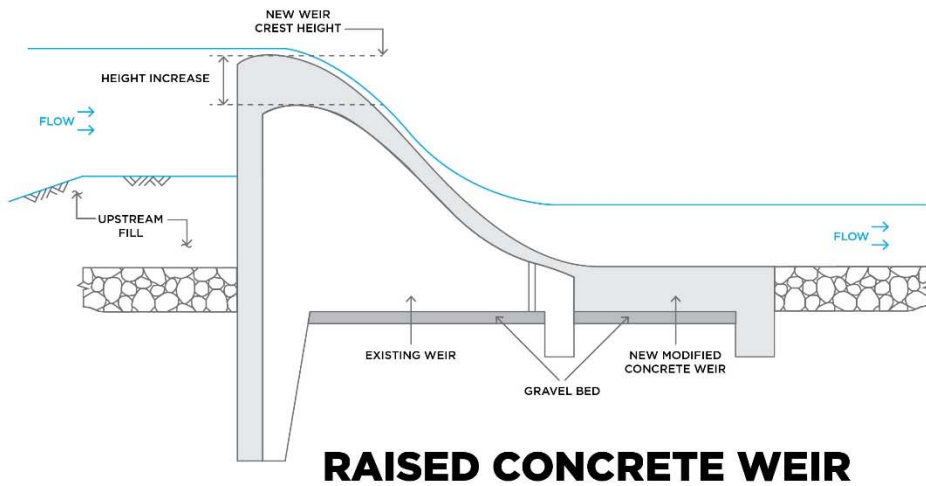 NEW WEIR
CREST HEIGHT
HEIGHT INCREASE
FLOW
UPSTREAM
FILL
FLOW
EXISTING WEIR
NEW MODIFIED
CONCRETE WEIR
GRAVEL BED
RAISED CONCRETE WEIR